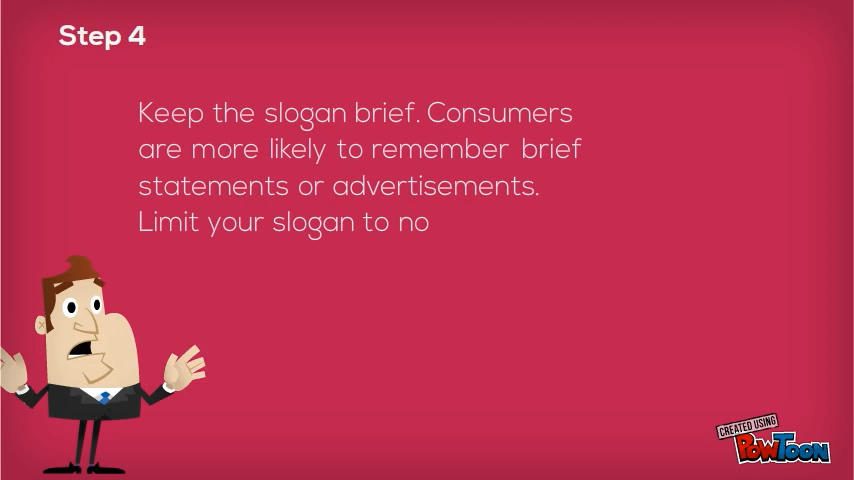 Step 4
Keep the slogan brief. Consumers
are more likely to remember brief
statements or advertisements.
Limit your slogan to no
CREATED USING
POWTOON